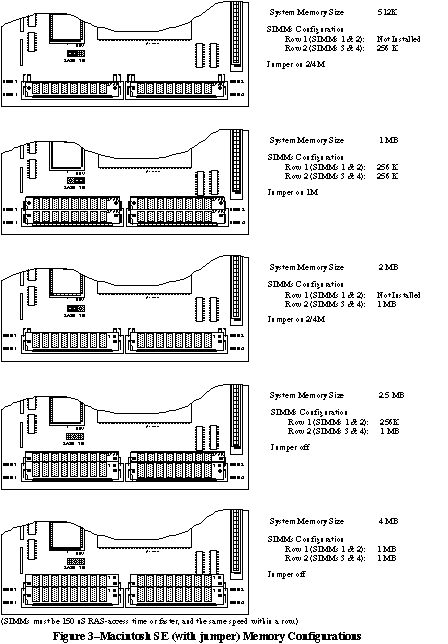 System Memory Size 512K
SIMMs Configuration
Row 1 (SIMMs 1 & 2): Not Installed
Row 2 (SIMMs 3 & 4): 256 K
Jumper on 2/4M
System Memory Size 1 MB
SIMMs Configuration
Row 1 (SIMMs 1 & 2): 256 K
Row 2 (SIMMs 3 & 4): 256 K
Jumper on 1M
System Memory Size 2 MB
SIMMs Configuration
Row 1 (SIMMs 1 & 2): Not Installed
Row 2 (SIMMs 3 & 4): 1 MB
Jumper on 2/4M
System Memory Size 2.5 MB
SIMMs Configuration
Row 1 (SIMMs 1 & 2): 256K
Row 2 (SIMMs 3 & 4): 1 MB
Jumper off
System Memory Size 4 MB
SIMMs Configuration
Row 1 (SIMMs 1 & 2): 1 MB
Row 2 (SIMMs 3 & 4): 1 MB
Jumper off
(SIMMs must be 150 nS RAS-access time or faster, and the same speed within a row.)
Figure 3–Macintosh SE (with jumper) Memory Configurations